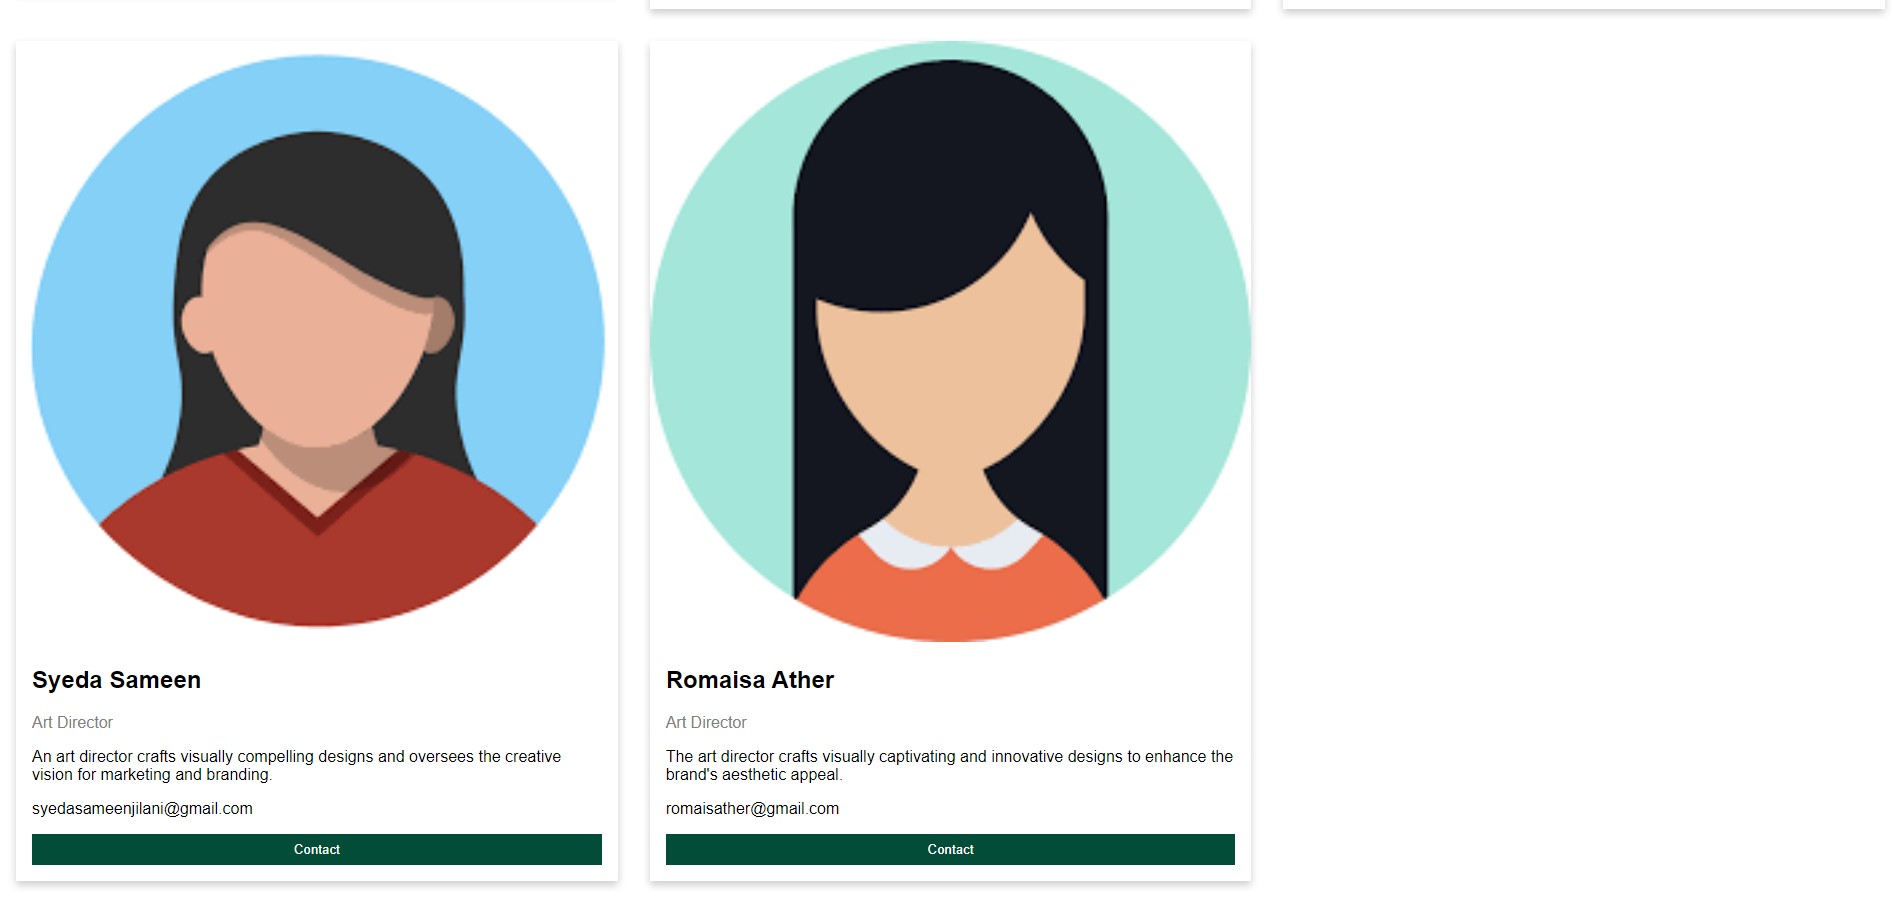 Syeda Sameen
Art Director
An art director crafts visually compelling designs and oversees the creative
vision for marketing and branding.
syedasameenjilani@gmail.com
Contact
Romaisa Ather
Art Director
The art director crafts visually captivating and innovative designs to enhance the
brand's aesthetic appeal.
romaisather@gmail.com
Contact